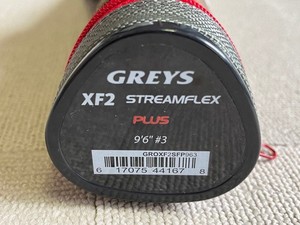 GREYS
XF2 STREAMFLEX
PLUS
9'6" #3
GROXF2SFP963
6 17075 44167 8